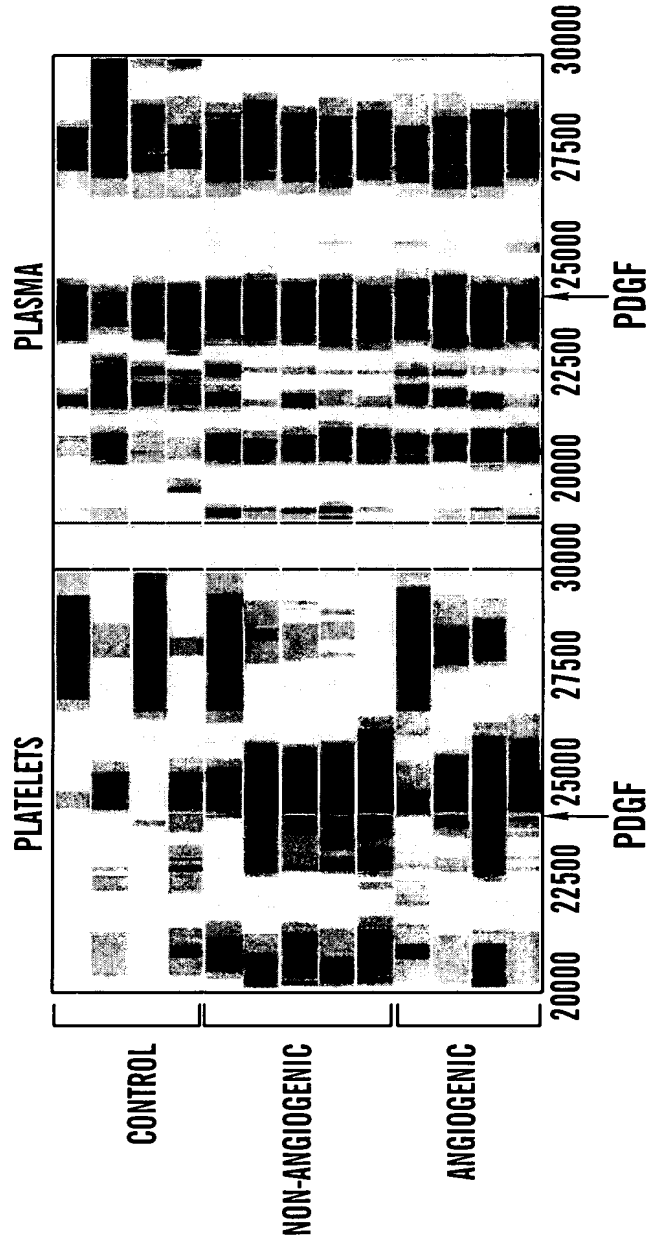 PLATELETS
PLASMA
CONTROL
NON-ANGIOGENIC
ANGIOGENIC
20000 22500 25000 27500 30000
20000 22500 25000 27500 30000
PDGF
PDGF